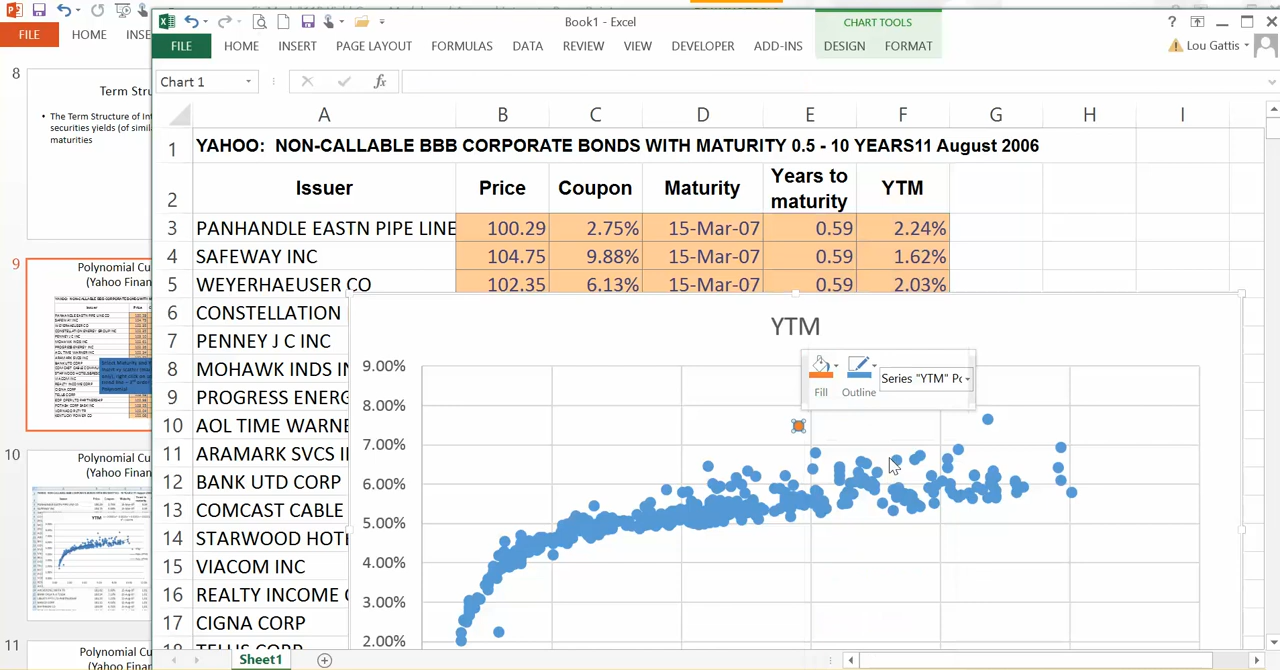 Book1 - Excel
CHART TOOLS
?
FILE
HOME
INSE
FILE
HOME
INSERT
PAGE LAYOUT
FORMULAS
DATA
REVIEW
VIEW
DEVELOPER
ADD-INS
DESIGN
FORMAT
Lou Gattis
Chart 1
fx
8
Term Stru
• The Term Structure of Int
securities yields (of simil
maturities
9
Polynomial Cu
(Yahoo Finan
10
Polynomial Cu
(Yahoo Finan
YTM
11
Polynomial Cu
A B C D E F G H I
1 YAHOO: NON-CALLABLE BBB CORPORATE BONDS WITH MATURITY 0.5 - 10 YEARS11 August 2006
2 Issuer Price Coupon Maturity Years to maturity YTM
3 PANHANDLE EASTN PIPE LINE 100.29 2.75% 15-Mar-07 0.59 2.24%
4 SAFEWAY INC 104.75 9.88% 15-Mar-07 0.59 1.62%
5 WEYERHAEUSER CO 102.35 6.13% 15-Mar-07 0.59 2.03%
6 CONSTELLATION
7 PENNEY J C INC
8 MOHAWK INDS IN
9 PROGRESS ENERG
10 AOL TIME WARNE
11 ARAMARK SVCS I
12 BANK UTD CORP
13 COMCAST CABLE
14 STARWOOD HOTE
15 VIACOM INC
16 REALTY INCOME C
17 CIGNA CORP
18 TELUS CORP
YTM
Fill
Outline
Series "YTM" Pc
9.00%
8.00%
7.00%
6.00%
5.00%
4.00%
3.00%
2.00%
Sheet1